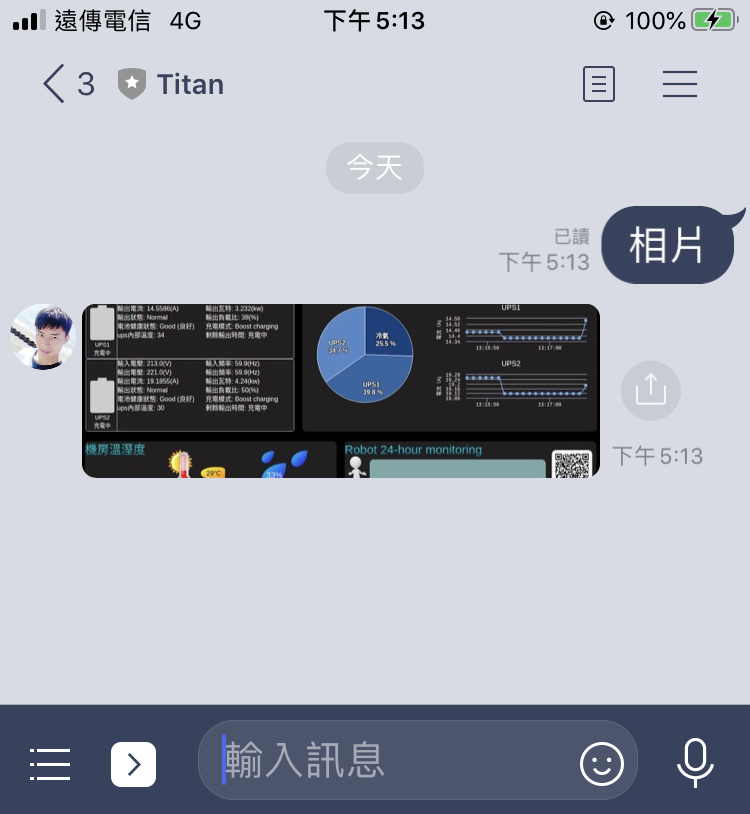 遠傳電信 4G 下午5:13 100%
3 Titan
今天
相片
已讀
下午5:13
輸出電流: 14.5586(A) 輸出瓦特: 3.232(kw)
輸出狀態: Normal 輸出負載比: 38(%)
電池健康狀態: Good (良好) 充電模式: Boost charging
ups內部溫度: 34 剩餘輸出時間: 充電中
UPS1
充電中
輸入電壓: 213.0(V) 輸入頻率: 59.9(Hz)
輸出電壓: 221.0(V) 輸出頻率: 59.9(Hz)
輸出電流: 19.1855(A) 輸出瓦特: 4.24(kw)
輸出狀態: Normal 輸出負載比: 50(%)
電池健康狀態: Good (良好) 充電模式: Boost charging
ups內部溫度: 30 剩餘輸出時間: 充電中
UPS2
充電中
UPS2
34.7%
冷氣
25.5 %
UPS1
39.8 %
UPS1
14.58
14.52
14.46
14.4
14.34
13:16:50 13:17:00
UPS2
19.28
19.2
19.16
19.12
13:16:50 13:17:00
機房溫溼度
29°C
33%
Robot 24-hour monitoring
下午5:13
輸入訊息